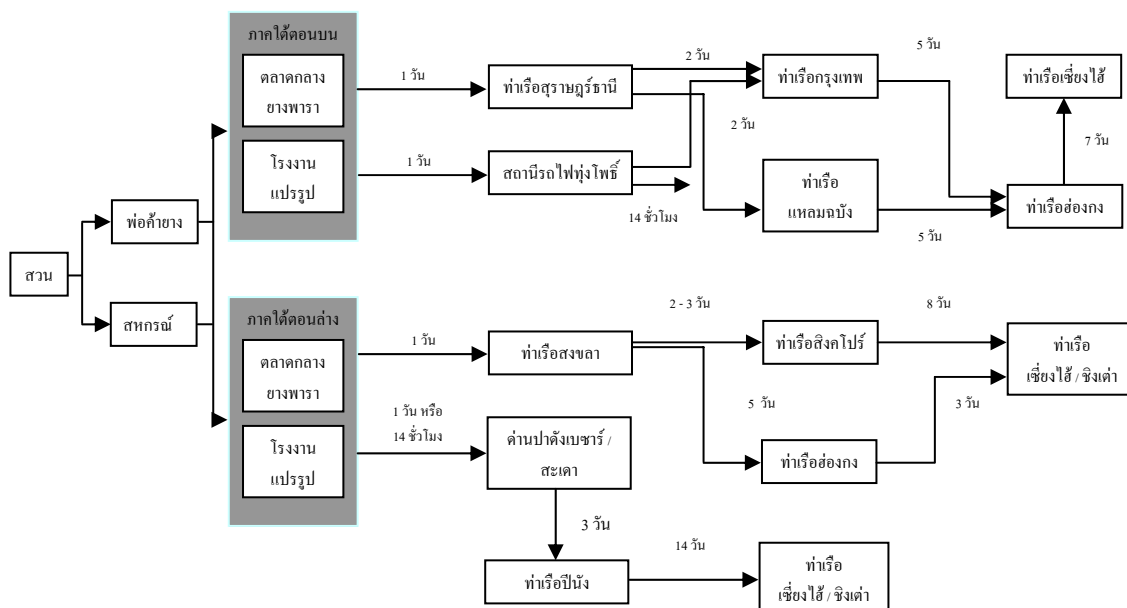 ภาคใต้ตอนบน
ตลาดกลาง
ยางพารา
โรงงาน
แปรรูป
1 วัน
1 วัน
ท่าเรือสุราษฎร์ธานี
สถานีรถไฟทุ่งโพธิ์
2 วัน
2 วัน
14 ชั่วโมง
ท่าเรือกรุงเทพ
ท่าเรือ
แหลมฉบัง
5 วัน
5 วัน
ท่าเรือเซี่ยงไฮ้
7 วัน
ท่าเรือฮ่องกง
สวน
พ่อค้ายาง
สหกรณ์
ภาคใต้ตอนล่าง
ตลาดกลาง
ยางพารา
โรงงาน
แปรรูป
1 วัน
1 วัน หรือ
14 ชั่วโมง
ท่าเรือสงขลา
ด่านปาดังเบซาร์ /
สะเดา
2 - 3 วัน
5 วัน
ท่าเรือสิงคโปร์
ท่าเรือฮ่องกง
8 วัน
3 วัน
ท่าเรือ
เซี่ยงไฮ้ / ชิงเต่า
3 วัน
ท่าเรือปีนัง
14 วัน
ท่าเรือ
เซี่ยงไฮ้ / ชิงเต่า